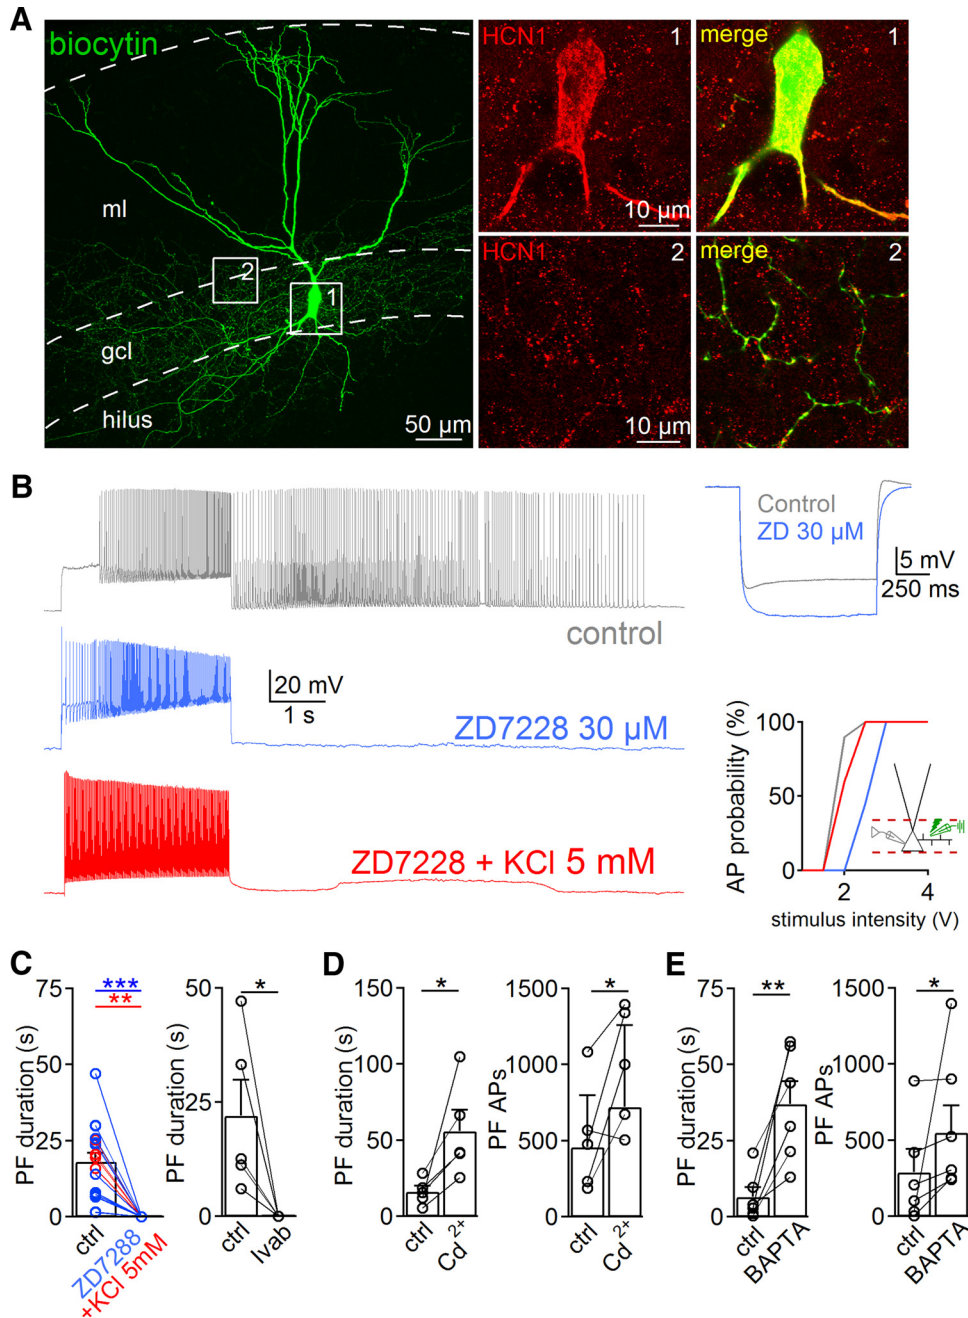 A
biocytin
ml
gcl
hilus
50 µm
1
2
HCN1 1
10 µm
merge 1
HCN1 2
10 µm
merge 2
B
control
20 mV
1 s
ZD7228 30 µM
ZD7228 + KCl 5 mM
Control
ZD 30 µM
5 mV
250 ms
AP probability (%)
100
50
0
2 4
stimulus intensity (V)
C
PF duration (s)
75
50
25
0
***
**
ctrl
ZD7288
+KCl 5mM
PF duration (s)
50
25
0
*
ctrl
Ivab
D
PF duration (s)
150
100
50
0
*
ctrl
Cd 2+
PF APs
1500
1000
500
0
*
ctrl
Cd 2+
E
PF duration (s)
75
50
25
0
**
ctrl
BAPTA
PF APs
1500
1000
500
0
*
ctrl
BAPTA